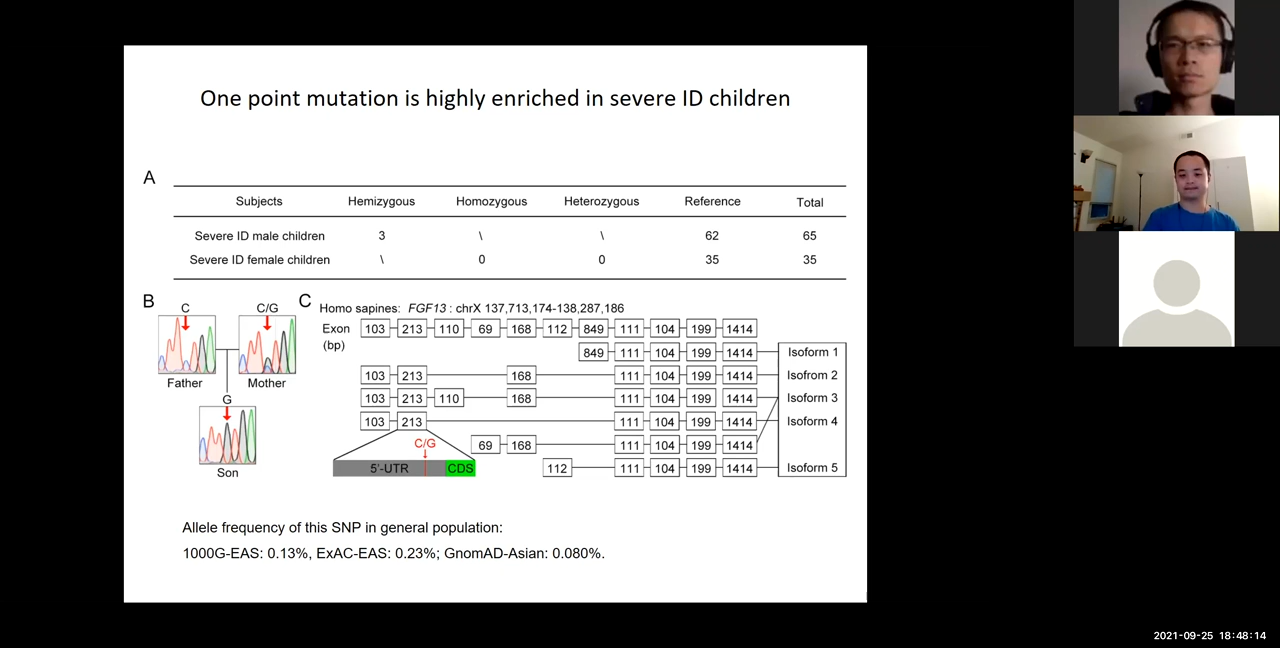 One point mutation is highly enriched in severe ID children
A
Subjects Hemizygous Homozygous Heterozygous Reference Total
Severe ID male children 3 \ \ 62 65
Severe ID female children \ 0 0 35 35
B
C C/G
Father Mother
G
Son
C
Homo sapines: FGF13 : chrX 137,713,174-138,287,186
Exon (bp) 103 213 110 69 168 112 849 111 104 199 1414
849 111 104 199 1414 Isoform 1
103 213 168 111 104 199 1414 Isofrom 2
103 213 110 168 111 104 199 1414 Isoform 3
103 213 111 104 199 1414 Isoform 4
C/G 69 168 111 104 199 1414
5'-UTR CDS 112 111 104 199 1414 Isoform 5
Allele frequency of this SNP in general population:
1000G-EAS: 0.13%, ExAC-EAS: 0.23%; GnomAD-Asian: 0.080%.
2021-09-25 18:48:14